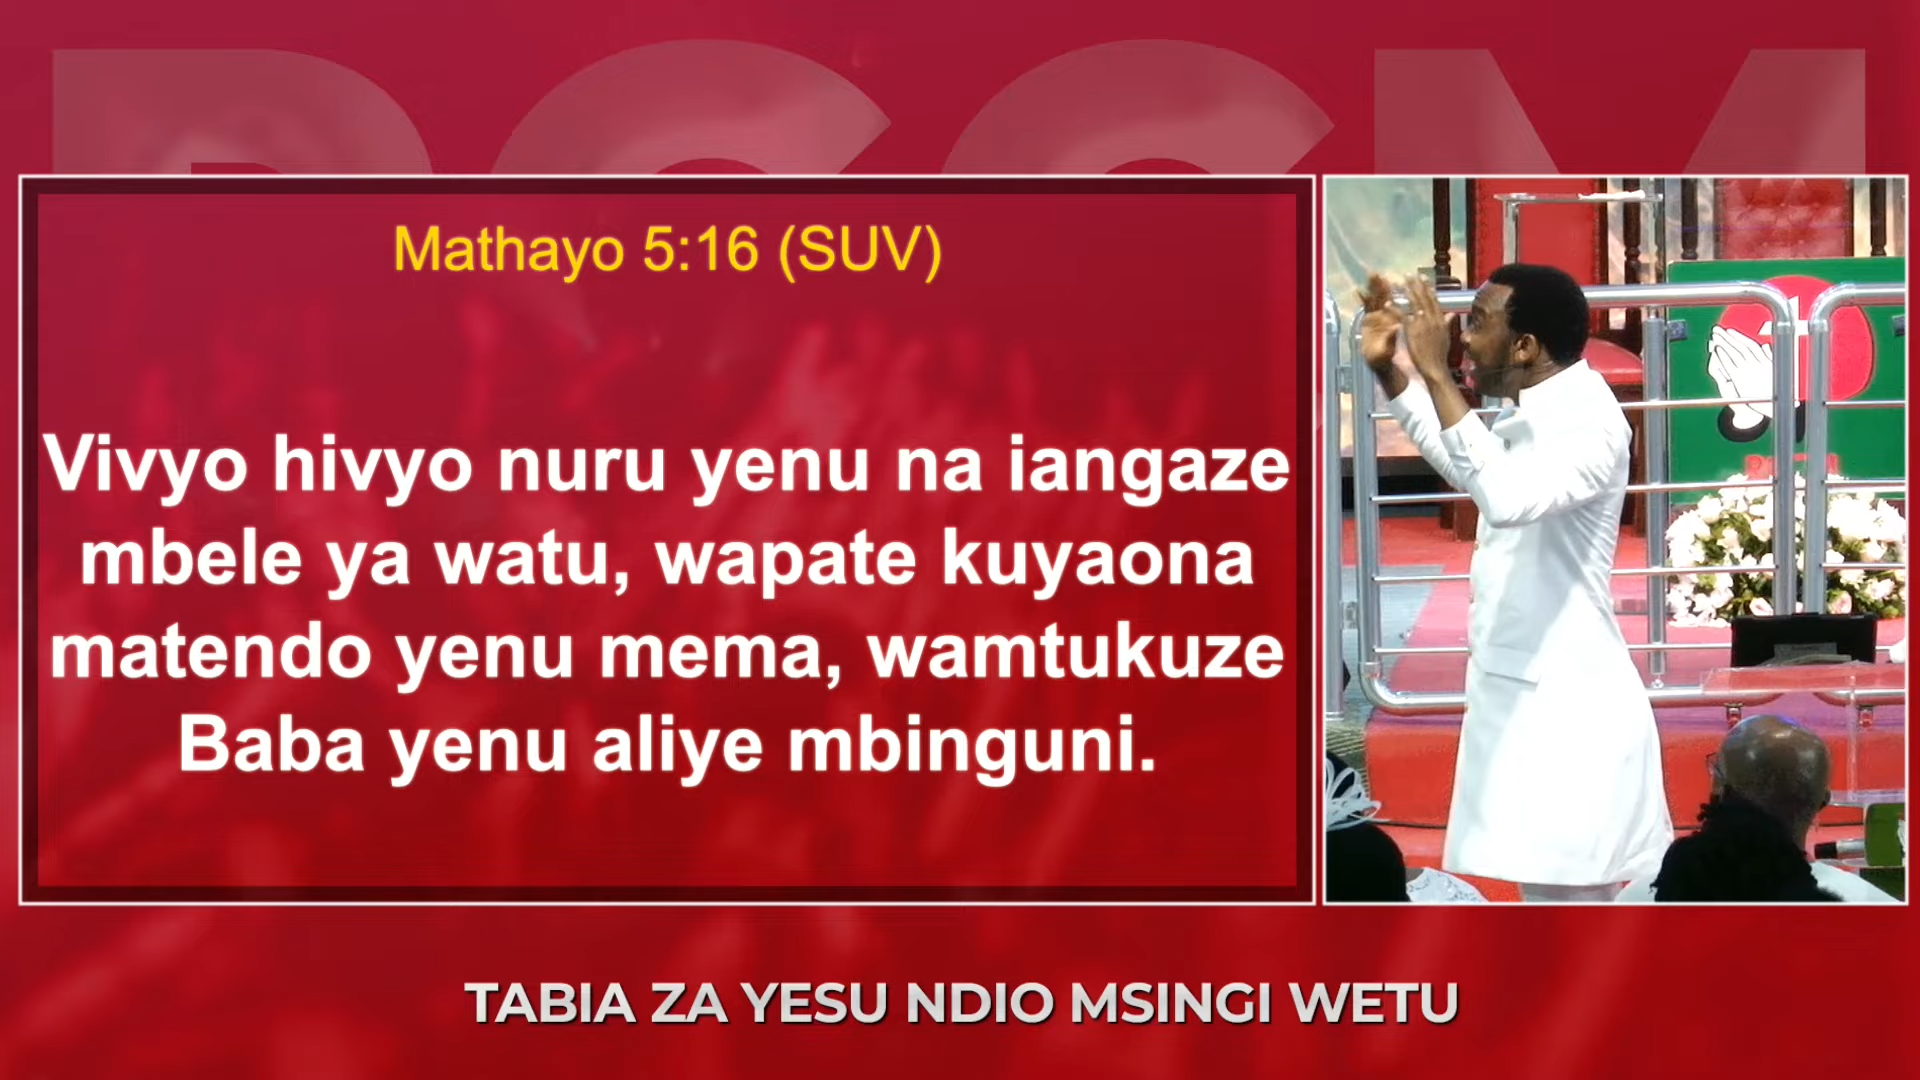 Mathayo 5:16 (SUV)
Vivyo hivyo nuru yenu na iangaze
mbele ya watu, wapate kuyaona
matendo yenu mema, wamtukuze
Baba yenu aliye mbinguni.
TABIA ZA YESU NDIO MSINGI WETU